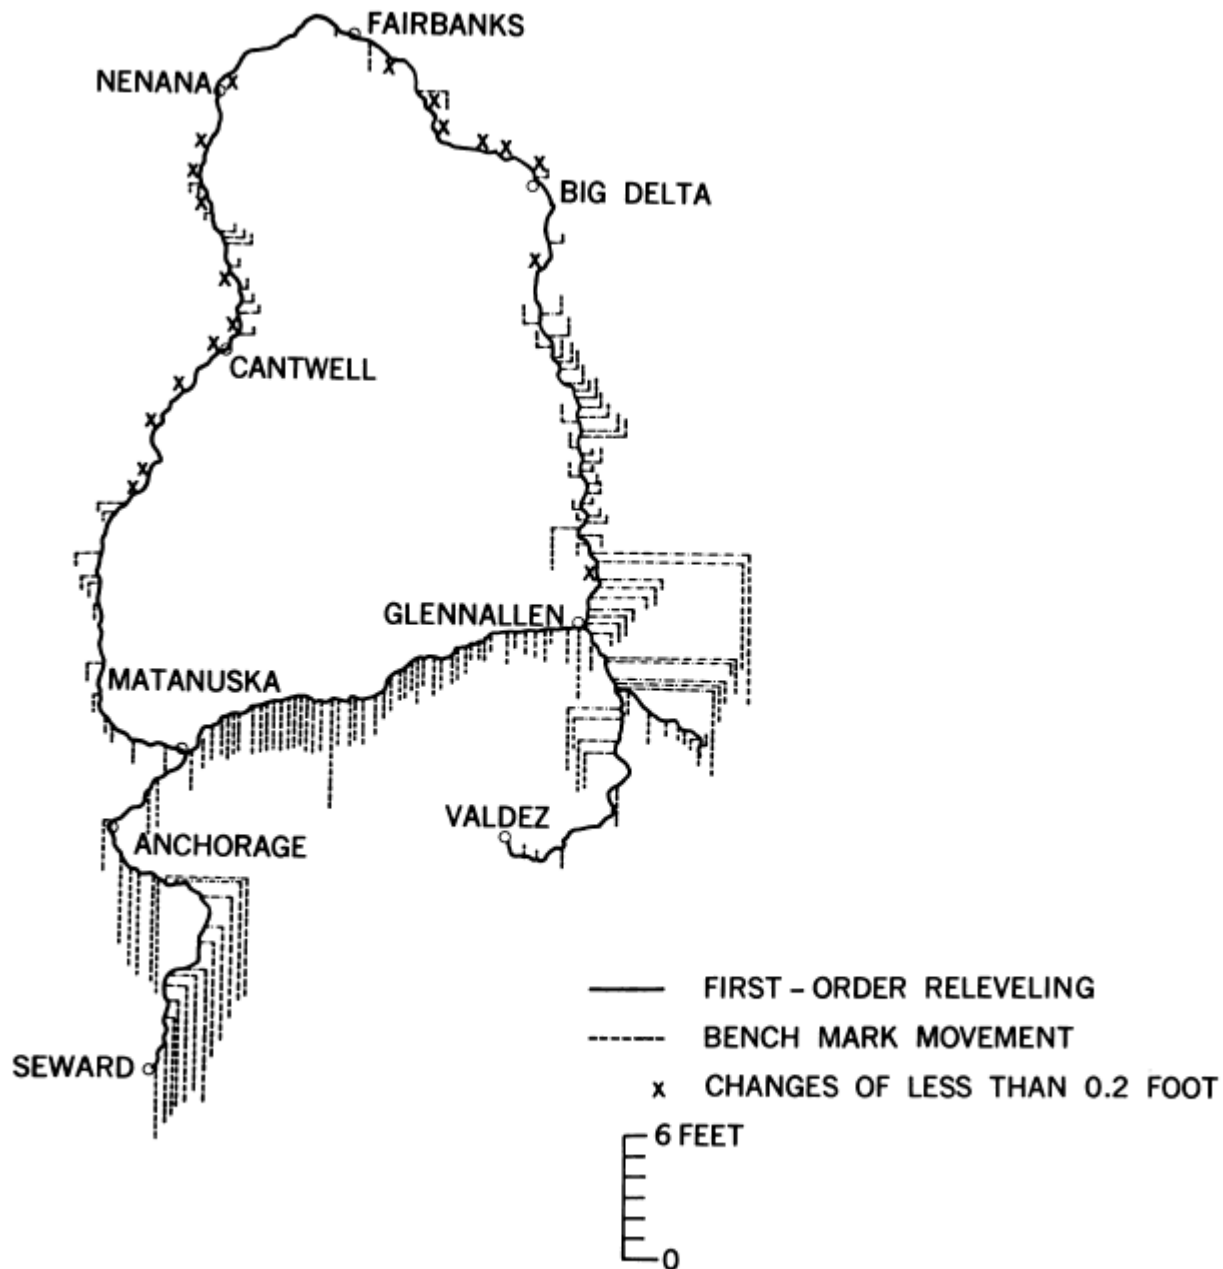 FAIRBANKS
NENANA
BIG DELTA
CANTWELL
GLENNALLEN
MATANUSKA
VALDEZ
ANCHORAGE
FIRST-ORDER RELEVELING
BENCH MARK MOVEMENT
SEWARD
x CHANGES OF LESS THAN 0.2 FOOT
6 FEET
0